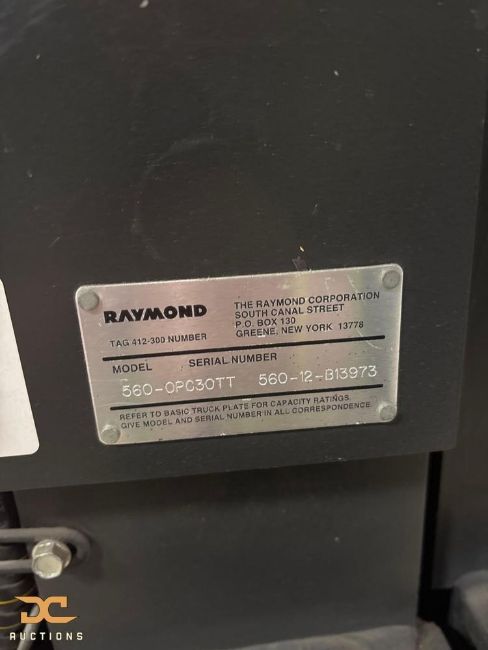 RAYMOND
THE RAYMOND CORPORATION
SOUTH CANAL STREET
P.O. BOX 130
GREENE, NEW YORK 13778
TAG 412-300 NUMBER
MODEL SERIAL NUMBER
560-OPC30TT 560-12-B13973
REFER TO BASIC TRUCK PLATE FOR CAPACITY RATINGS.
GIVE MODEL AND SERIAL NUMBER IN ALL CORRESPONDENCE.
DC
AUCTIONS